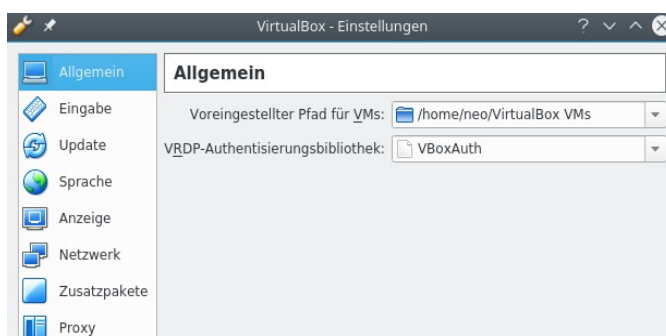 VirtualBox - Einstellungen
Allgemein
Eingabe
Update
Sprache
Anzeige
Netzwerk
Zusatzpakete
Proxy
Allgemein
Voreingestellter Pfad für VMs: /home/neo/VirtualBox VMs
VRDP-Authentisierungsbibliothek: VBoxAuth